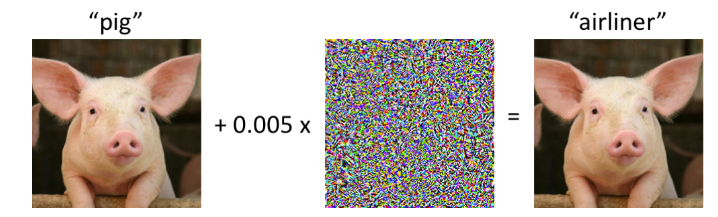 “pig”
“airliner”
+ 0.005 x
=